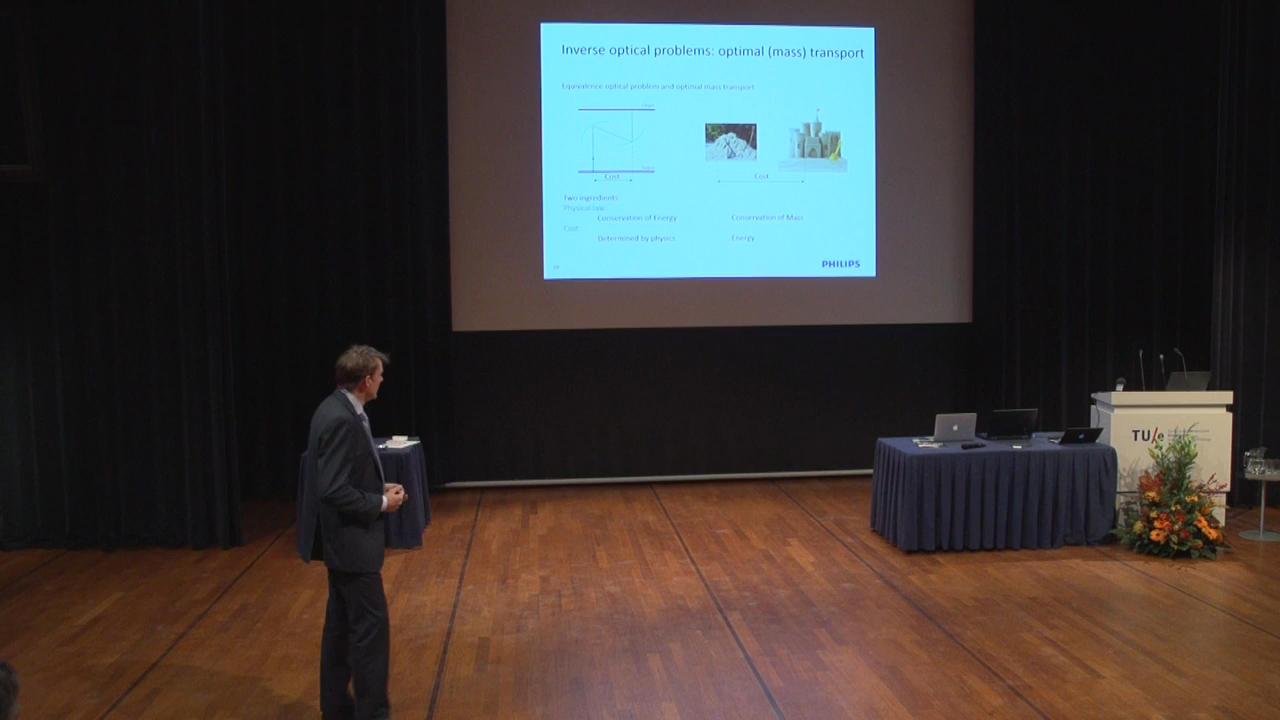 Inverse optical problems: optimal (mass) transport
Equivalence optical problem and optimal mass transport
Cost
Cost
Two ingredients:
Physical law:
Conservation of Energy
Conservation of Mass
Cost:
Determined by physics
Energy
PHILIPS
TU/e